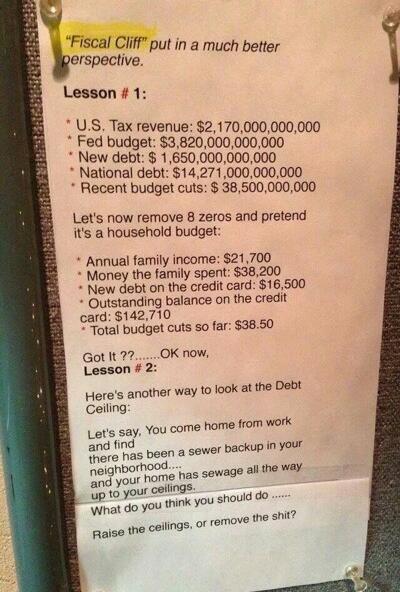 "Fiscal Cliff" put in a much better
perspective.
Lesson # 1:
* U.S. Tax revenue: $2,170,000,000,000
* Fed budget: $3,820,000,000,000
* New debt: $ 1,650,000,000,000
* National debt: $14,271,000,000,000
* Recent budget cuts: $ 38,500,000,000
Let's now remove 8 zeros and pretend
it's a household budget:
* Annual family income: $21,700
* Money the family spent: $38,200
* New debt on the credit card: $16,500
* Outstanding balance on the credit
card: $142,710
* Total budget cuts so far: $38.50
Got It ??.......OK now,
Lesson # 2:
Here's another way to look at the Debt
Ceiling:
Let's say, You come home from work
and find
there has been a sewer backup in your
neighborhood....
and your home has sewage all the way
up to your ceilings.
What do you think you should do ......
Raise the ceilings, or remove the shit?